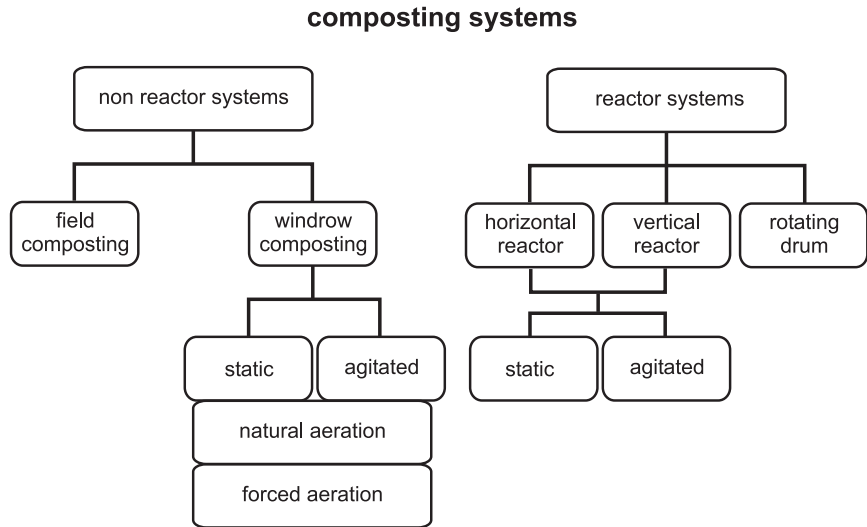 composting systems
non reactor systems
reactor systems
field
composting
windrow
composting
horizontal
reactor
vertical
reactor
rotating
drum
static
agitated
static
agitated
natural aeration
forced aeration